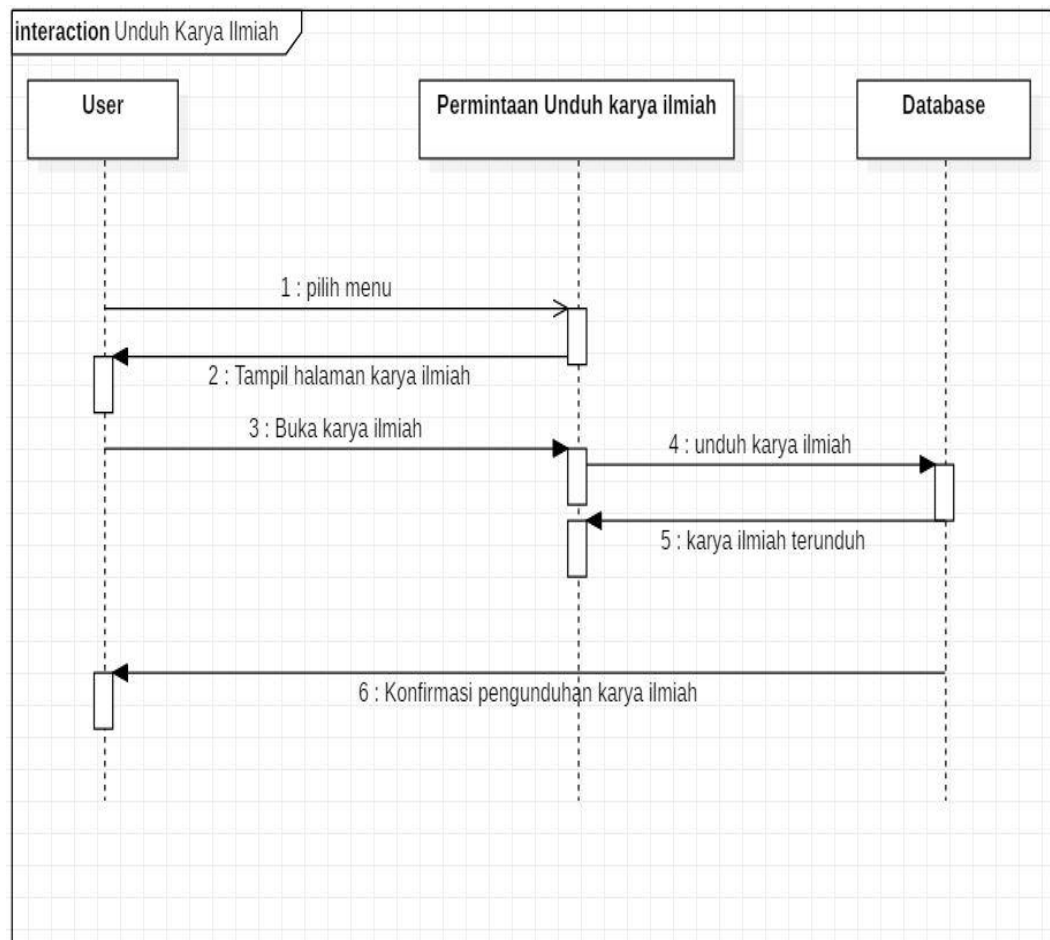 interaction Unduh Karya Ilmiah
User
Permintaan Unduh karya ilmiah
Database
1 : pilih menu
2 : Tampil halaman karya ilmiah
3 : Buka karya ilmiah
4 : unduh karya ilmiah
5 : karya ilmiah terunduh
6 : Konfirmasi pengunduhan karya ilmiah